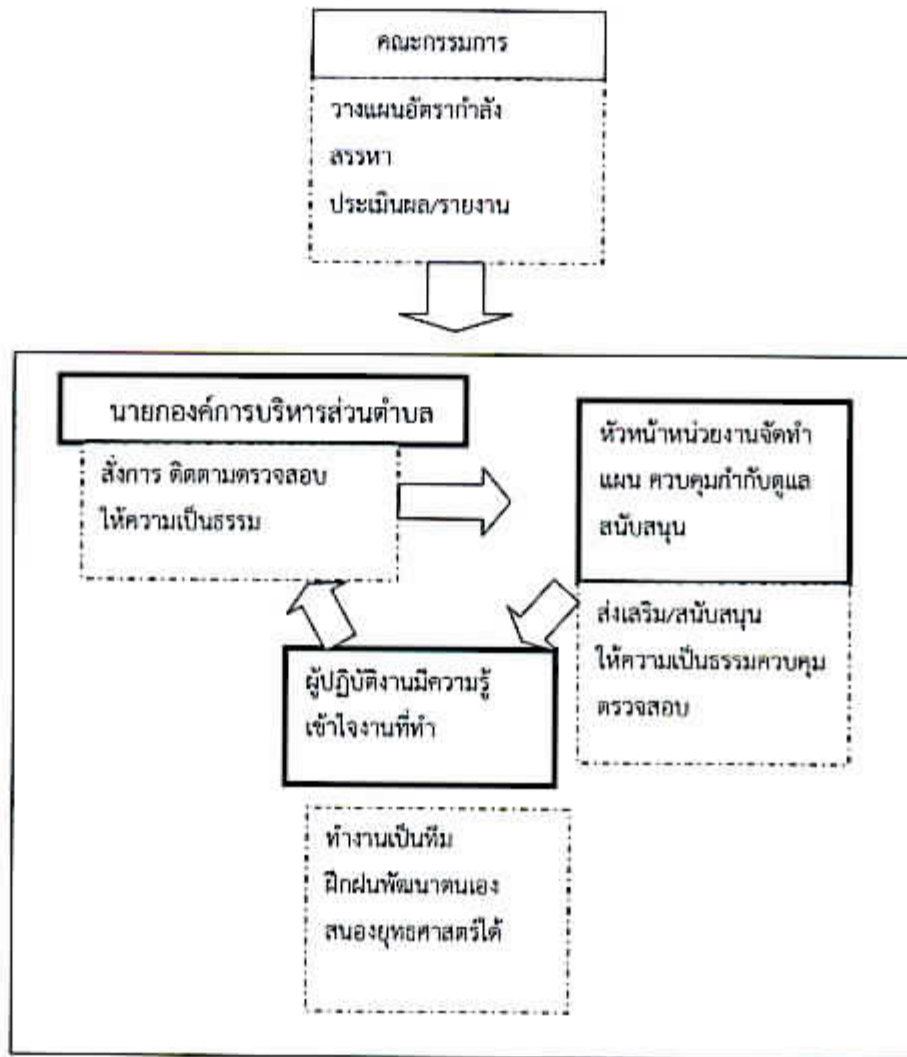 คณะกรรมการ
วางแผนอัตรากำลัง
สรรหา
ประเมินผล/รายงาน
นายกองค์การบริหารส่วนตำบล
สั่งการ ติดตามตรวจสอบ
ให้ความเป็นธรรม
หัวหน้าหน่วยงานจัดทำ
แผน ควบคุมกำกับดูแล
สนับสนุน
ส่งเสริม/สนับสนุน
ให้ความเป็นธรรมควบคุม
ตรวจสอบ
ผู้ปฏิบัติงานมีความรู้
เข้าใจงานที่ทำ
ทำงานเป็นทีม
ฝึกฝนพัฒนาตนเอง
สนองยุทธศาสตร์ได้